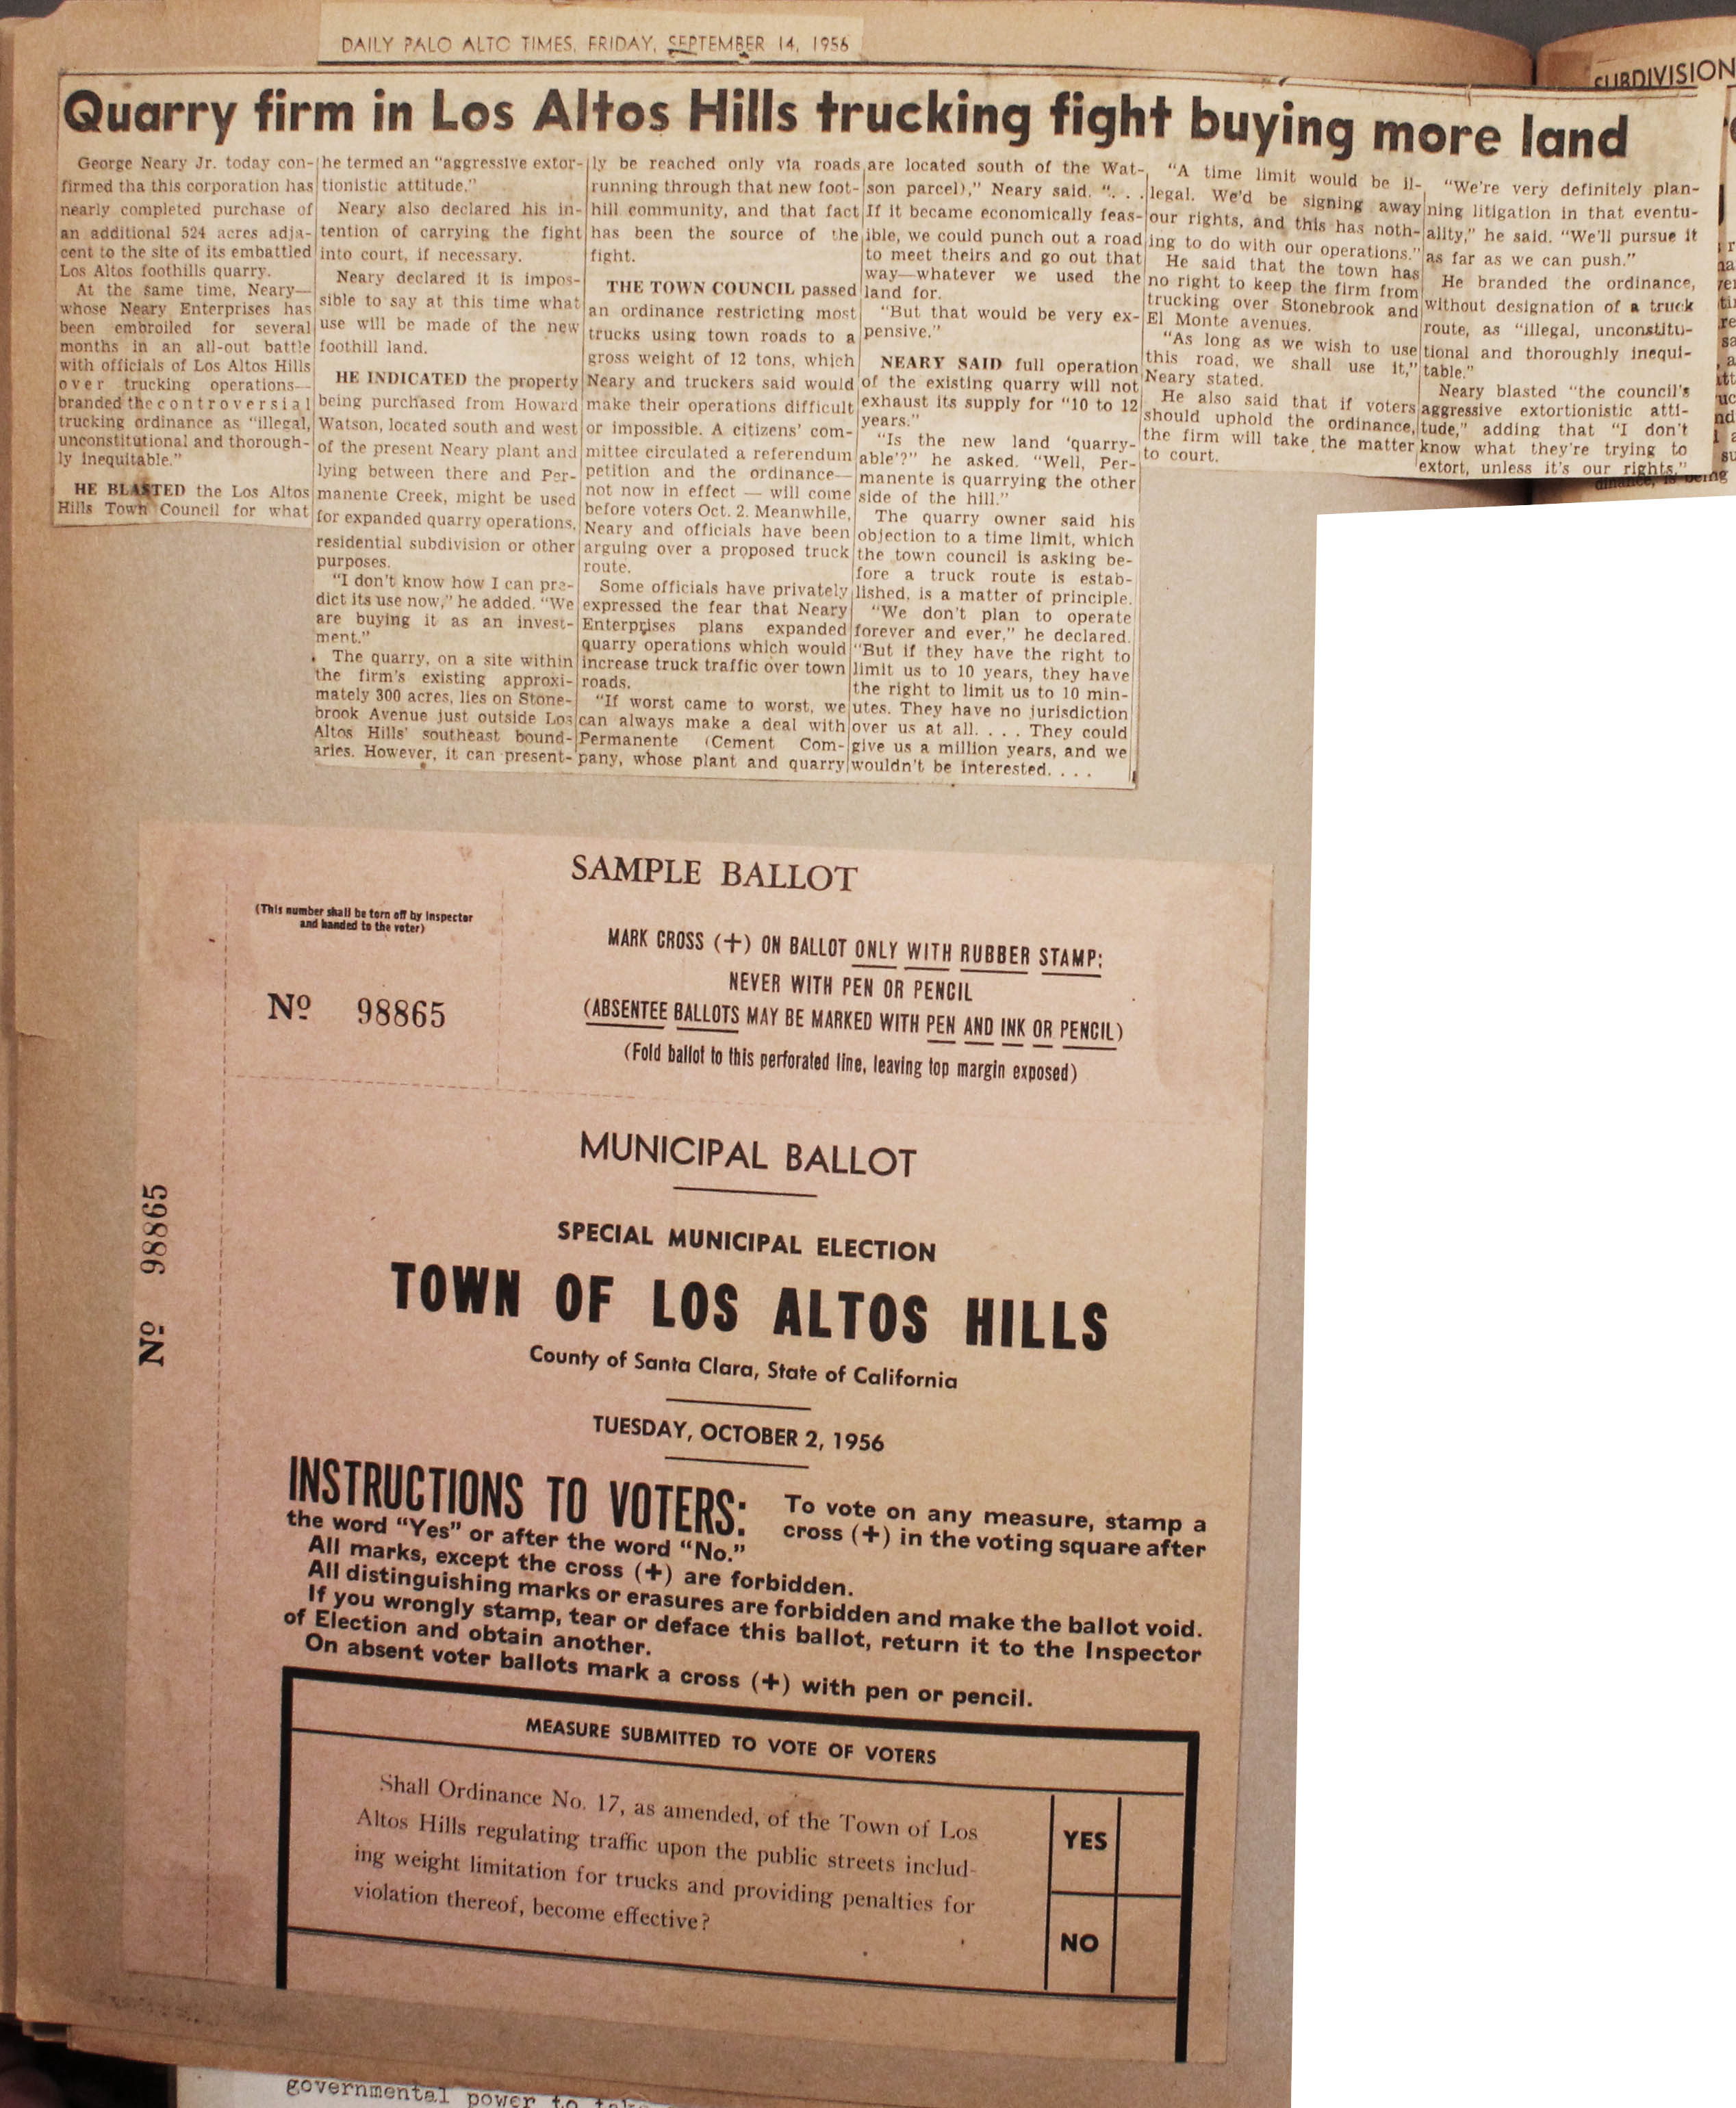 DAILY PALO ALTO TIMES, FRIDAY, SEPTEMBER 14, 1956
SUBDIVISION
Quarry firm in Los Altos Hills trucking fight buying more land
George Neary Jr. today con-
firmed tha this corporation has
nearly completed purchase of
an additional 524 acres adja-
cent to the site of its embattled
Los Altos foothills quarry.
At the same time, Neary—
whose Neary Enterprises has
been embroiled for several
months in an all-out battle
with officials of Los Altos Hills
over trucking operations—
branded the controversial
trucking ordinance as "illegal,
unconstitutional and thorough-
ly inequitable."
HE BLASTED the Los Altos
Hills Town Council for what
he termed an "aggressive extor-
tionistic attitude."
Neary also declared his in-
tention of carrying the fight
into court, if necessary.
Neary declared it is impos-
sible to say at this time what
use will be made of the new
foothill land.
HE INDICATED the property
being purchased from Howard
Watson, located south and west
of the present Neary plant and
lying between there and Per-
manente Creek, might be used
for expanded quarry operations,
residential subdivision or other
purposes.
"I don't know how I can pre-
dict its use now," he added. "We
are buying it as an invest-
ment."
The quarry, on a site within
the firm's existing approxi-
mately 300 acres, lies on Stone-
brook Avenue just outside Los
Altos Hills' southeast bound-
aries. However, it can present-
ly be reached only via roads
running through that new foot-
hill community, and that fact
has been the source of the
fight.
THE TOWN COUNCIL passed
an ordinance restricting most
trucks using town roads to a
gross weight of 12 tons, which
Neary and truckers said would
make their operations difficult
or impossible. A citizens' com-
mittee circulated a referendum
petition and the ordinance—
not now in effect — will come
before voters Oct. 2. Meanwhile,
Neary and officials have been
arguing over a proposed truck
route.
Some officials have privately
expressed the fear that Neary
Enterprises plans expanded
quarry operations which would
increase truck traffic over town
roads.
"If worst came to worst, we
can always make a deal with
Permanente (Cement Com-
pany, whose plant and quarry
are located south of the Wat-
son parcel)," Neary said. ". . .
If it became economically feas-
ible, we could punch out a road
to meet theirs and go out that
way—whatever we used the
land for.
"But that would be very ex-
pensive."
NEARY SAID full operation
of the existing quarry will not
exhaust its supply for "10 to 12
years."
"Is the new land 'quarry-
able'?" he asked. "Well, Per-
manente is quarrying the other
side of the hill."
The quarry owner said his
objection to a time limit, which
the town council is asking be-
fore a truck route is estab-
lished, is a matter of principle.
"We don't plan to operate
forever and ever," he declared.
"But if they have the right to
limit us to 10 years, they have
the right to limit us to 10 min-
utes. They have no jurisdiction
over us at all. . . . They could
give us a million years, and we
wouldn't be interested. . . .
"A time limit would be il-
legal. We'd be signing away
our rights, and this has noth-
ing to do with our operations."
He said that the town has
no right to keep the firm from
trucking over Stonebrook and
El Monte avenues.
"As long as we wish to use
this road, we shall use it,"
Neary stated.
He also said that if voters
should uphold the ordinance,
the firm will take the matter
to court.
"We're very definitely plan-
ning litigation in that eventu-
ality," he said. "We'll pursue it
as far as we can push."
He branded the ordinance,
without designation of a truck
route, as "illegal, unconstitu-
tional and thoroughly inequi-
table."
Neary blasted "the council's
aggressive extortionistic atti-
tude," adding that "I don't
know what they're trying to
extort, unless it's our rights."
SAMPLE BALLOT
(This number shall be torn off by inspector
and handed to the voter)
No 98865
MARK CROSS (+) ON BALLOT ONLY WITH RUBBER STAMP;
NEVER WITH PEN OR PENCIL
(ABSENTEE BALLOTS MAY BE MARKED WITH PEN AND INK OR PENCIL)
(Fold ballot to this perforated line, leaving top margin exposed)
No 98865
MUNICIPAL BALLOT
SPECIAL MUNICIPAL ELECTION
TOWN OF LOS ALTOS HILLS
County of Santa Clara, State of California
TUESDAY, OCTOBER 2, 1956
INSTRUCTIONS TO VOTERS: To vote on any measure, stamp a
cross (+) in the voting square after
the word "Yes" or after the word "No."
All marks, except the cross (+) are forbidden.
All distinguishing marks or erasures are forbidden and make the ballot void.
If you wrongly stamp, tear or deface this ballot, return it to the Inspector
of Election and obtain another.
On absent voter ballots mark a cross (+) with pen or pencil.
MEASURE SUBMITTED TO VOTE OF VOTERS
Shall Ordinance No. 17, as amended, of the Town of Los
Altos Hills regulating traffic upon the public streets includ-
ing weight limitation for trucks and providing penalties for
violation thereof, become effective?
YES
NO
governmental power to